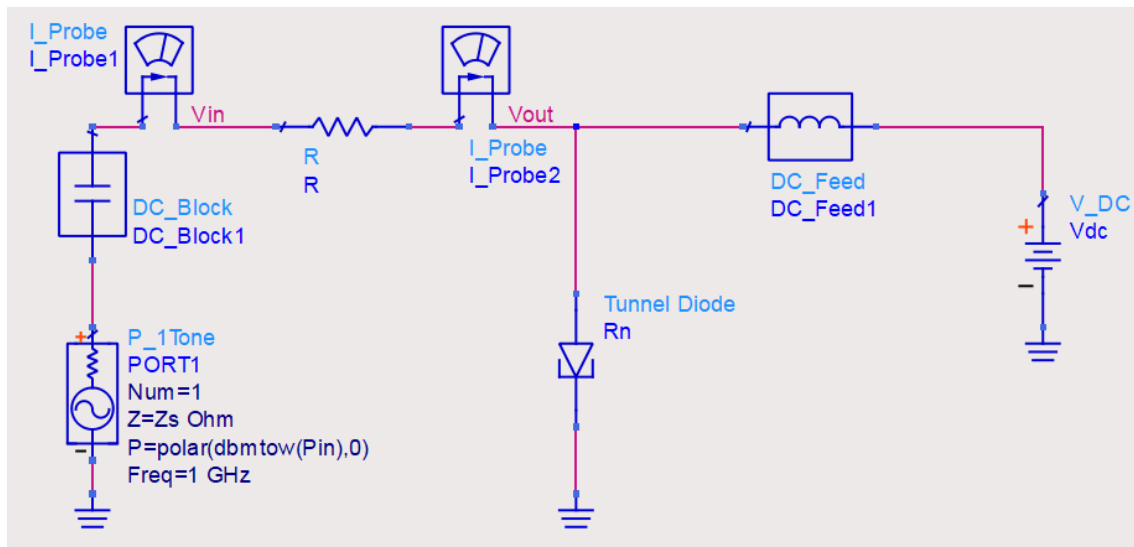 I_Probe
I_Probe1
Vin
R
R
I_Probe
I_Probe2
Vout
DC_Feed
DC_Feed1
V_DC
Vdc
+
−
DC_Block
DC_Block1
Tunnel Diode
Rn
+
−
P_1Tone
PORT1
Num=1
Z=Zs Ohm
P=polar(dbmtow(Pin),0)
Freq=1 GHz